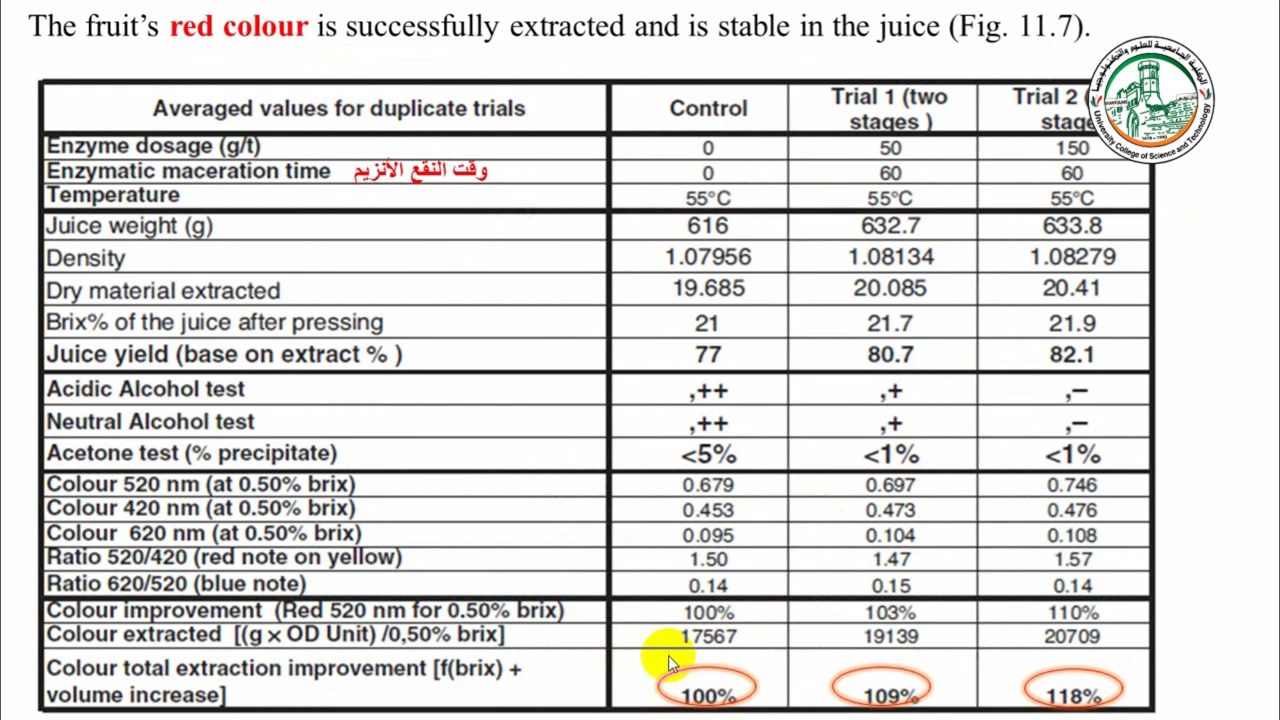 The fruit's red colour is successfully extracted and is stable in the juice (Fig. 11.7).
Averaged values for duplicate trials Control Trial 1 (two stages ) Trial 2 (
Enzyme dosage (g/t) 0 50 150
Enzymatic maceration time وقت النقع الأنزيم 0 60 60
Temperature 55°C 55°C 55°C
Juice weight (g) 616 632.7 633.8
Density 1.07956 1.08134 1.08279
Dry material extracted 19.685 20.085 20.41
Brix% of the juice after pressing 21 21.7 21.9
Juice yield (base on extract % ) 77 80.7 82.1
Acidic Alcohol test ,++ ,+ ,−
Neutral Alcohol test ,++ ,+ ,−
Acetone test (% precipitate) <5% <1% <1%
Colour 520 nm (at 0.50% brix) 0.679 0.697 0.746
Colour 420 nm (at 0.50% brix) 0.453 0.473 0.476
Colour 620 nm (at 0.50% brix) 0.095 0.104 0.108
Ratio 520/420 (red note on yellow) 1.50 1.47 1.57
Ratio 620/520 (blue note) 0.14 0.15 0.14
Colour improvement (Red 520 nm for 0.50% brix) 100% 103% 110%
Colour extracted [(g × OD Unit) /0,50% brix] 17567 19139 20709
Colour total extraction improvement [f(brix) +
volume increase] 100% 109% 118%
الكلية الجامعية للعلوم والتكنولوجيا
University College of Science and Technology